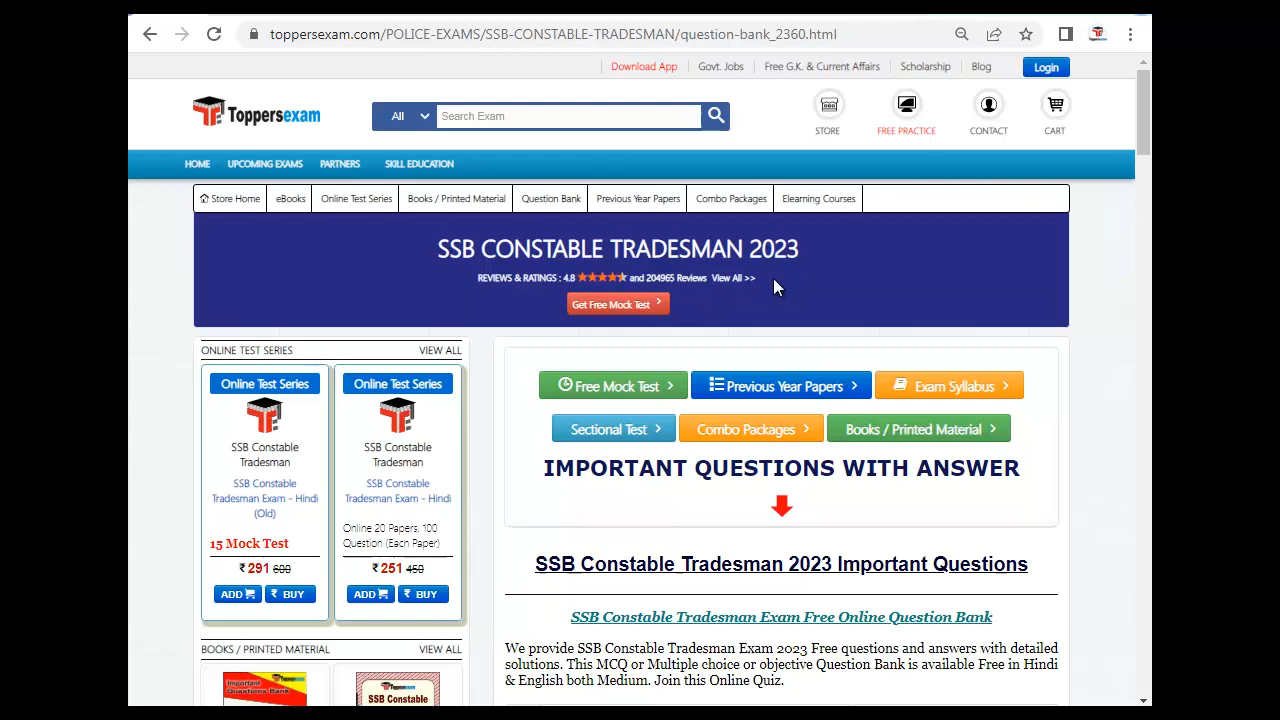 toppersexam.com/POLICE-EXAMS/SSB-CONSTABLE-TRADESMAN/question-bank_2360.html
Download App
Govt. Jobs
Free G.K. & Current Affairs
Scholarship
Blog
Login
Toppersexam
All
Search Exam
STORE
FREE PRACTICE
CONTACT
CART
HOME
UPCOMING EXAMS
PARTNERS
SKILL EDUCATION
Store Home
eBooks
Online Test Series
Books / Printed Material
Question Bank
Previous Year Papers
Combo Packages
Elearning Courses
SSB CONSTABLE TRADESMAN 2023
REVIEWS & RATINGS : 4.8 and 204965 Reviews View All >>
Get Free Mock Test
ONLINE TEST SERIES
VIEW ALL
Online Test Series
SSB Constable
Tradesman
SSB Constable
Tradesman Exam - Hindi
(Old)
15 Mock Test
₹ 291 600
ADD
₹ BUY
Online Test Series
SSB Constable
Tradesman
SSB Constable
Tradesman Exam - Hindi
Online 20 Papers, 100
Question (Each Paper)
₹ 251 450
ADD
₹ BUY
BOOKS / PRINTED MATERIAL
VIEW ALL
Important
Questions Bank
Toppersexam
SSB Constable
Free Mock Test
Previous Year Papers
Exam Syllabus
Sectional Test
Combo Packages
Books / Printed Material
IMPORTANT QUESTIONS WITH ANSWER
SSB Constable Tradesman 2023 Important Questions
SSB Constable Tradesman Exam Free Online Question Bank
We provide SSB Constable Tradesman Exam 2023 Free questions and answers with detailed
solutions. This MCQ or Multiple choice or objective Question Bank is available Free in Hindi
& English both Medium. Join this Online Quiz.